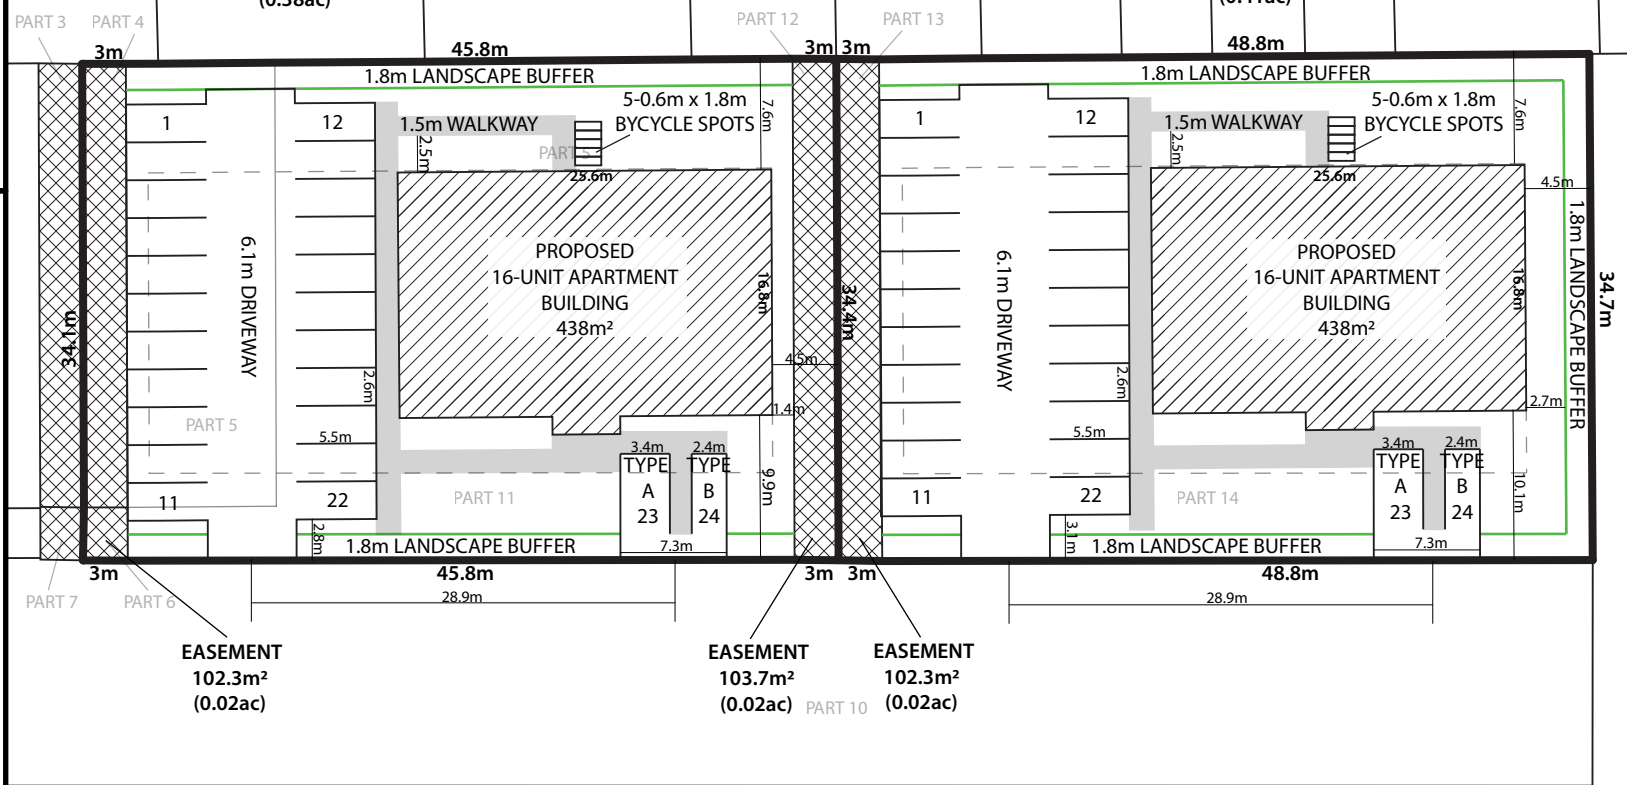 (0.38ac)
(0.11ac)
PART 3
PART 4
PART 12
PART 13
3m
45.8m
3m
3m
48.8m
1.8m LANDSCAPE BUFFER
1.8m LANDSCAPE BUFFER
1
12
1.5m WALKWAY
2.5m
PART 5
5-0.6m x 1.8m
BYCYCLE SPOTS
7.6m
25.6m
1
12
1.5m WALKWAY
2.5m
5-0.6m x 1.8m
BYCYCLE SPOTS
7.6m
25.6m
4.5m
34.1m
6.1m DRIVEWAY
PROPOSED
16-UNIT APARTMENT
BUILDING
438m²
16.8m
34.4m
6.1m DRIVEWAY
PROPOSED
16-UNIT APARTMENT
BUILDING
438m²
16.8m
1.8m LANDSCAPE BUFFER
34.7m
4.5m
2.6m
1.4m
2.6m
2.7m
PART 5
5.5m
3.4m
2.4m
5.5m
3.4m
2.4m
TYPE
A
23
TYPE
B
24
9.9m
TYPE
A
23
TYPE
B
24
10.1m
11
22
PART 11
11
22
PART 14
2.8m
1.8m LANDSCAPE BUFFER
7.3m
3.1m
1.8m LANDSCAPE BUFFER
7.3m
3m
45.8m
3m
3m
48.8m
PART 7
PART 6
28.9m
28.9m
EASEMENT
102.3m²
(0.02ac)
EASEMENT
103.7m²
(0.02ac)
EASEMENT
102.3m²
(0.02ac)
PART 10